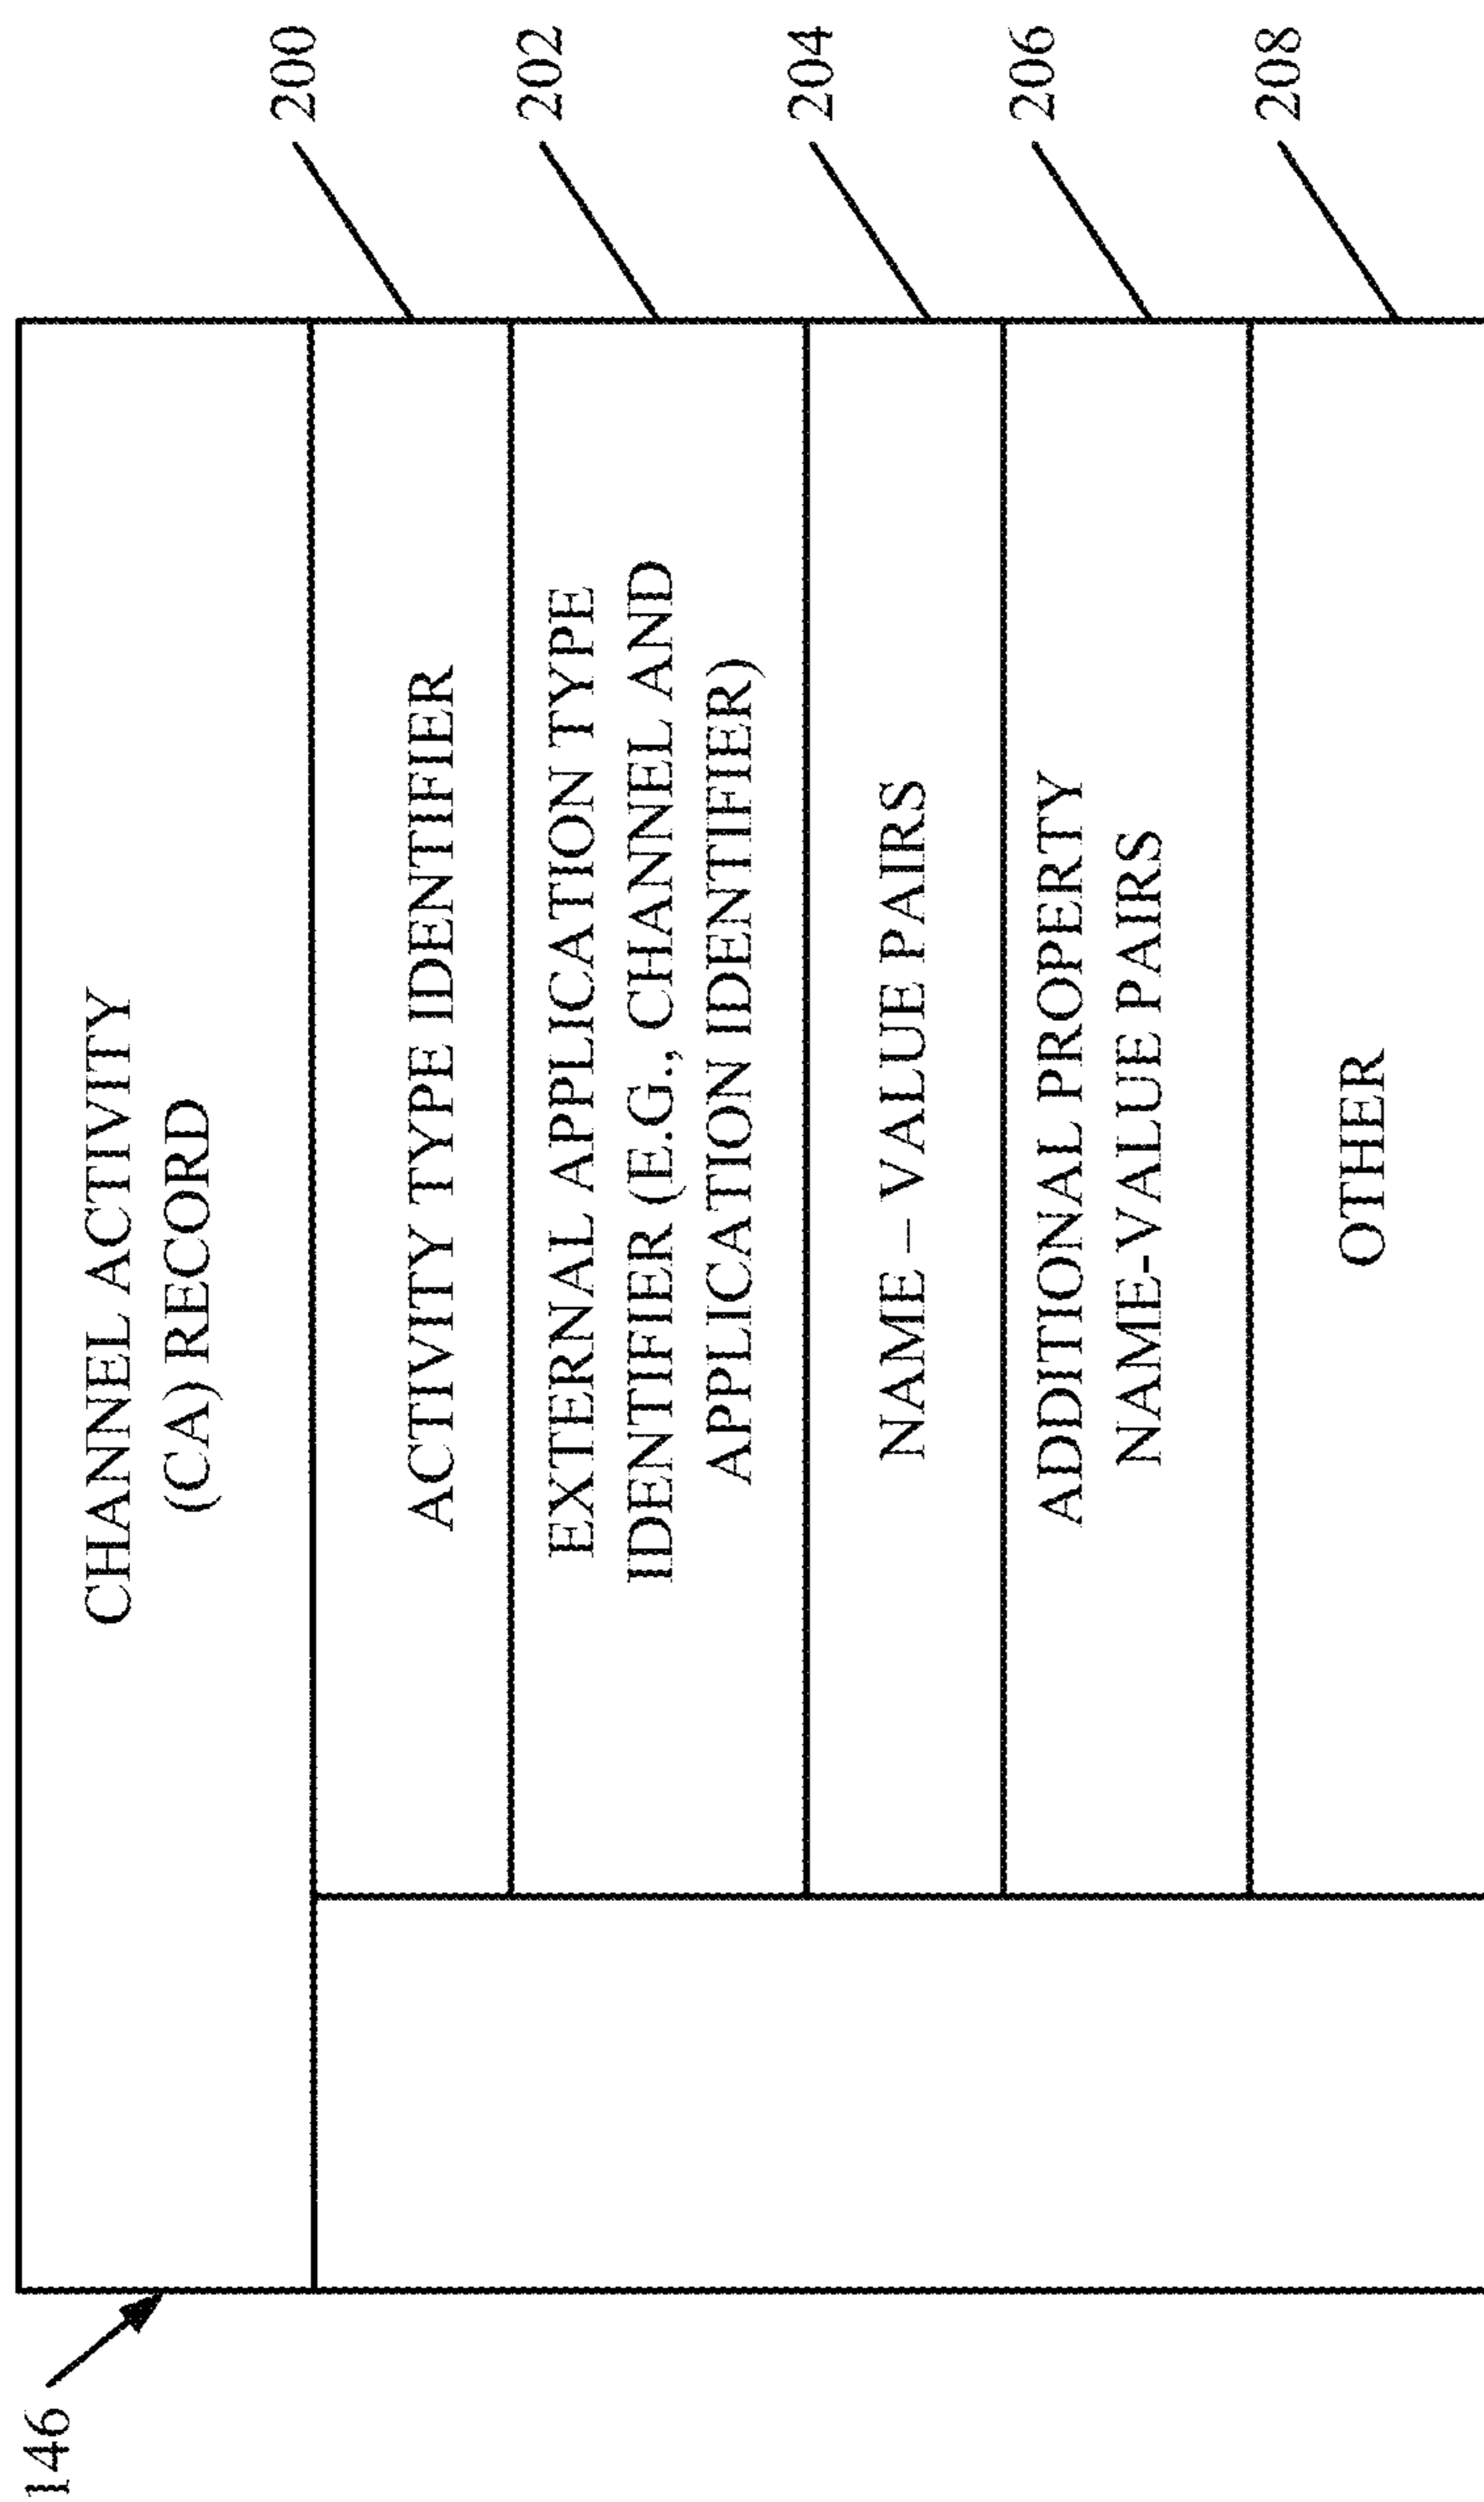 146
CHANNEL ACTIVITY
(CA) RECORD
ACTIVITY TYPE IDENTIFIER
200
EXTERNAL APPLICATION TYPE
IDENTIFIER (E.G., CHANNEL AND
APPLICATION IDENTIFIER)
202
NAME – VALUE PAIRS
204
ADDITIONAL PROPERTY
NAME-VALUE PAIRS
206
OTHER
208